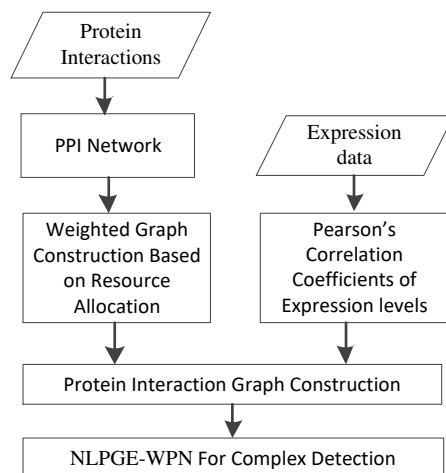 Protein
Interactions
PPI Network
Weighted Graph
Construction Based
on Resource
Allocation
Expression
data
Pearson's
Correlation
Coefficients of
Expression levels
Protein Interaction Graph Construction
NLPGE-WPN For Complex Detection